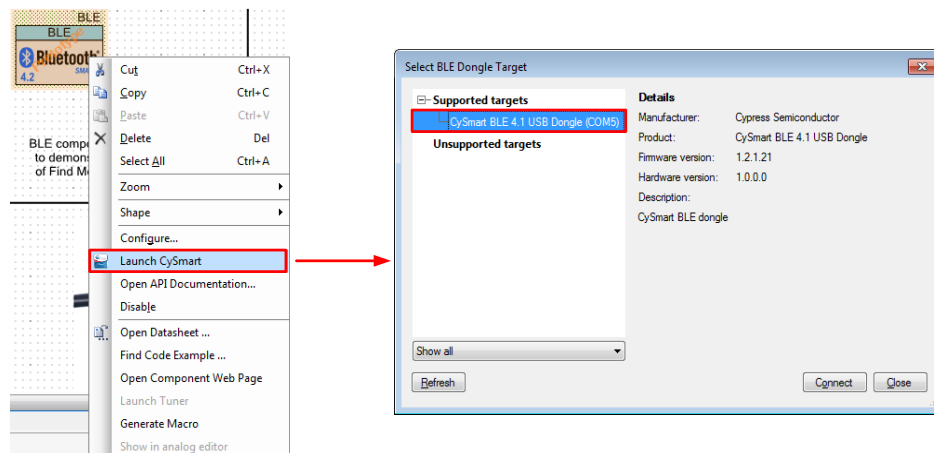 BLE
BLE
Bluetooth
SMA
4.2
BLE comp
to demons
of Find M
Cut Ctrl+X
Copy Ctrl+C
Paste Ctrl+V
Delete Del
Select All Ctrl+A
Zoom
Shape
Configure...
Launch CySmart
Open API Documentation...
Disable
Open Datasheet ...
Find Code Example ...
Open Component Web Page
Launch Tuner
Generate Macro
Show in analog editor
Select BLE Dongle Target
Supported targets
CySmart BLE 4.1 USB Dongle (COM5)
Unsupported targets
Show all
Refresh
Details
Manufacturer: Cypress Semiconductor
Product: CySmart BLE 4.1 USB Dongle
Firmware version: 1.2.1.21
Hardware version: 1.0.0.0
Description:
CySmart BLE dongle
Connect
Close